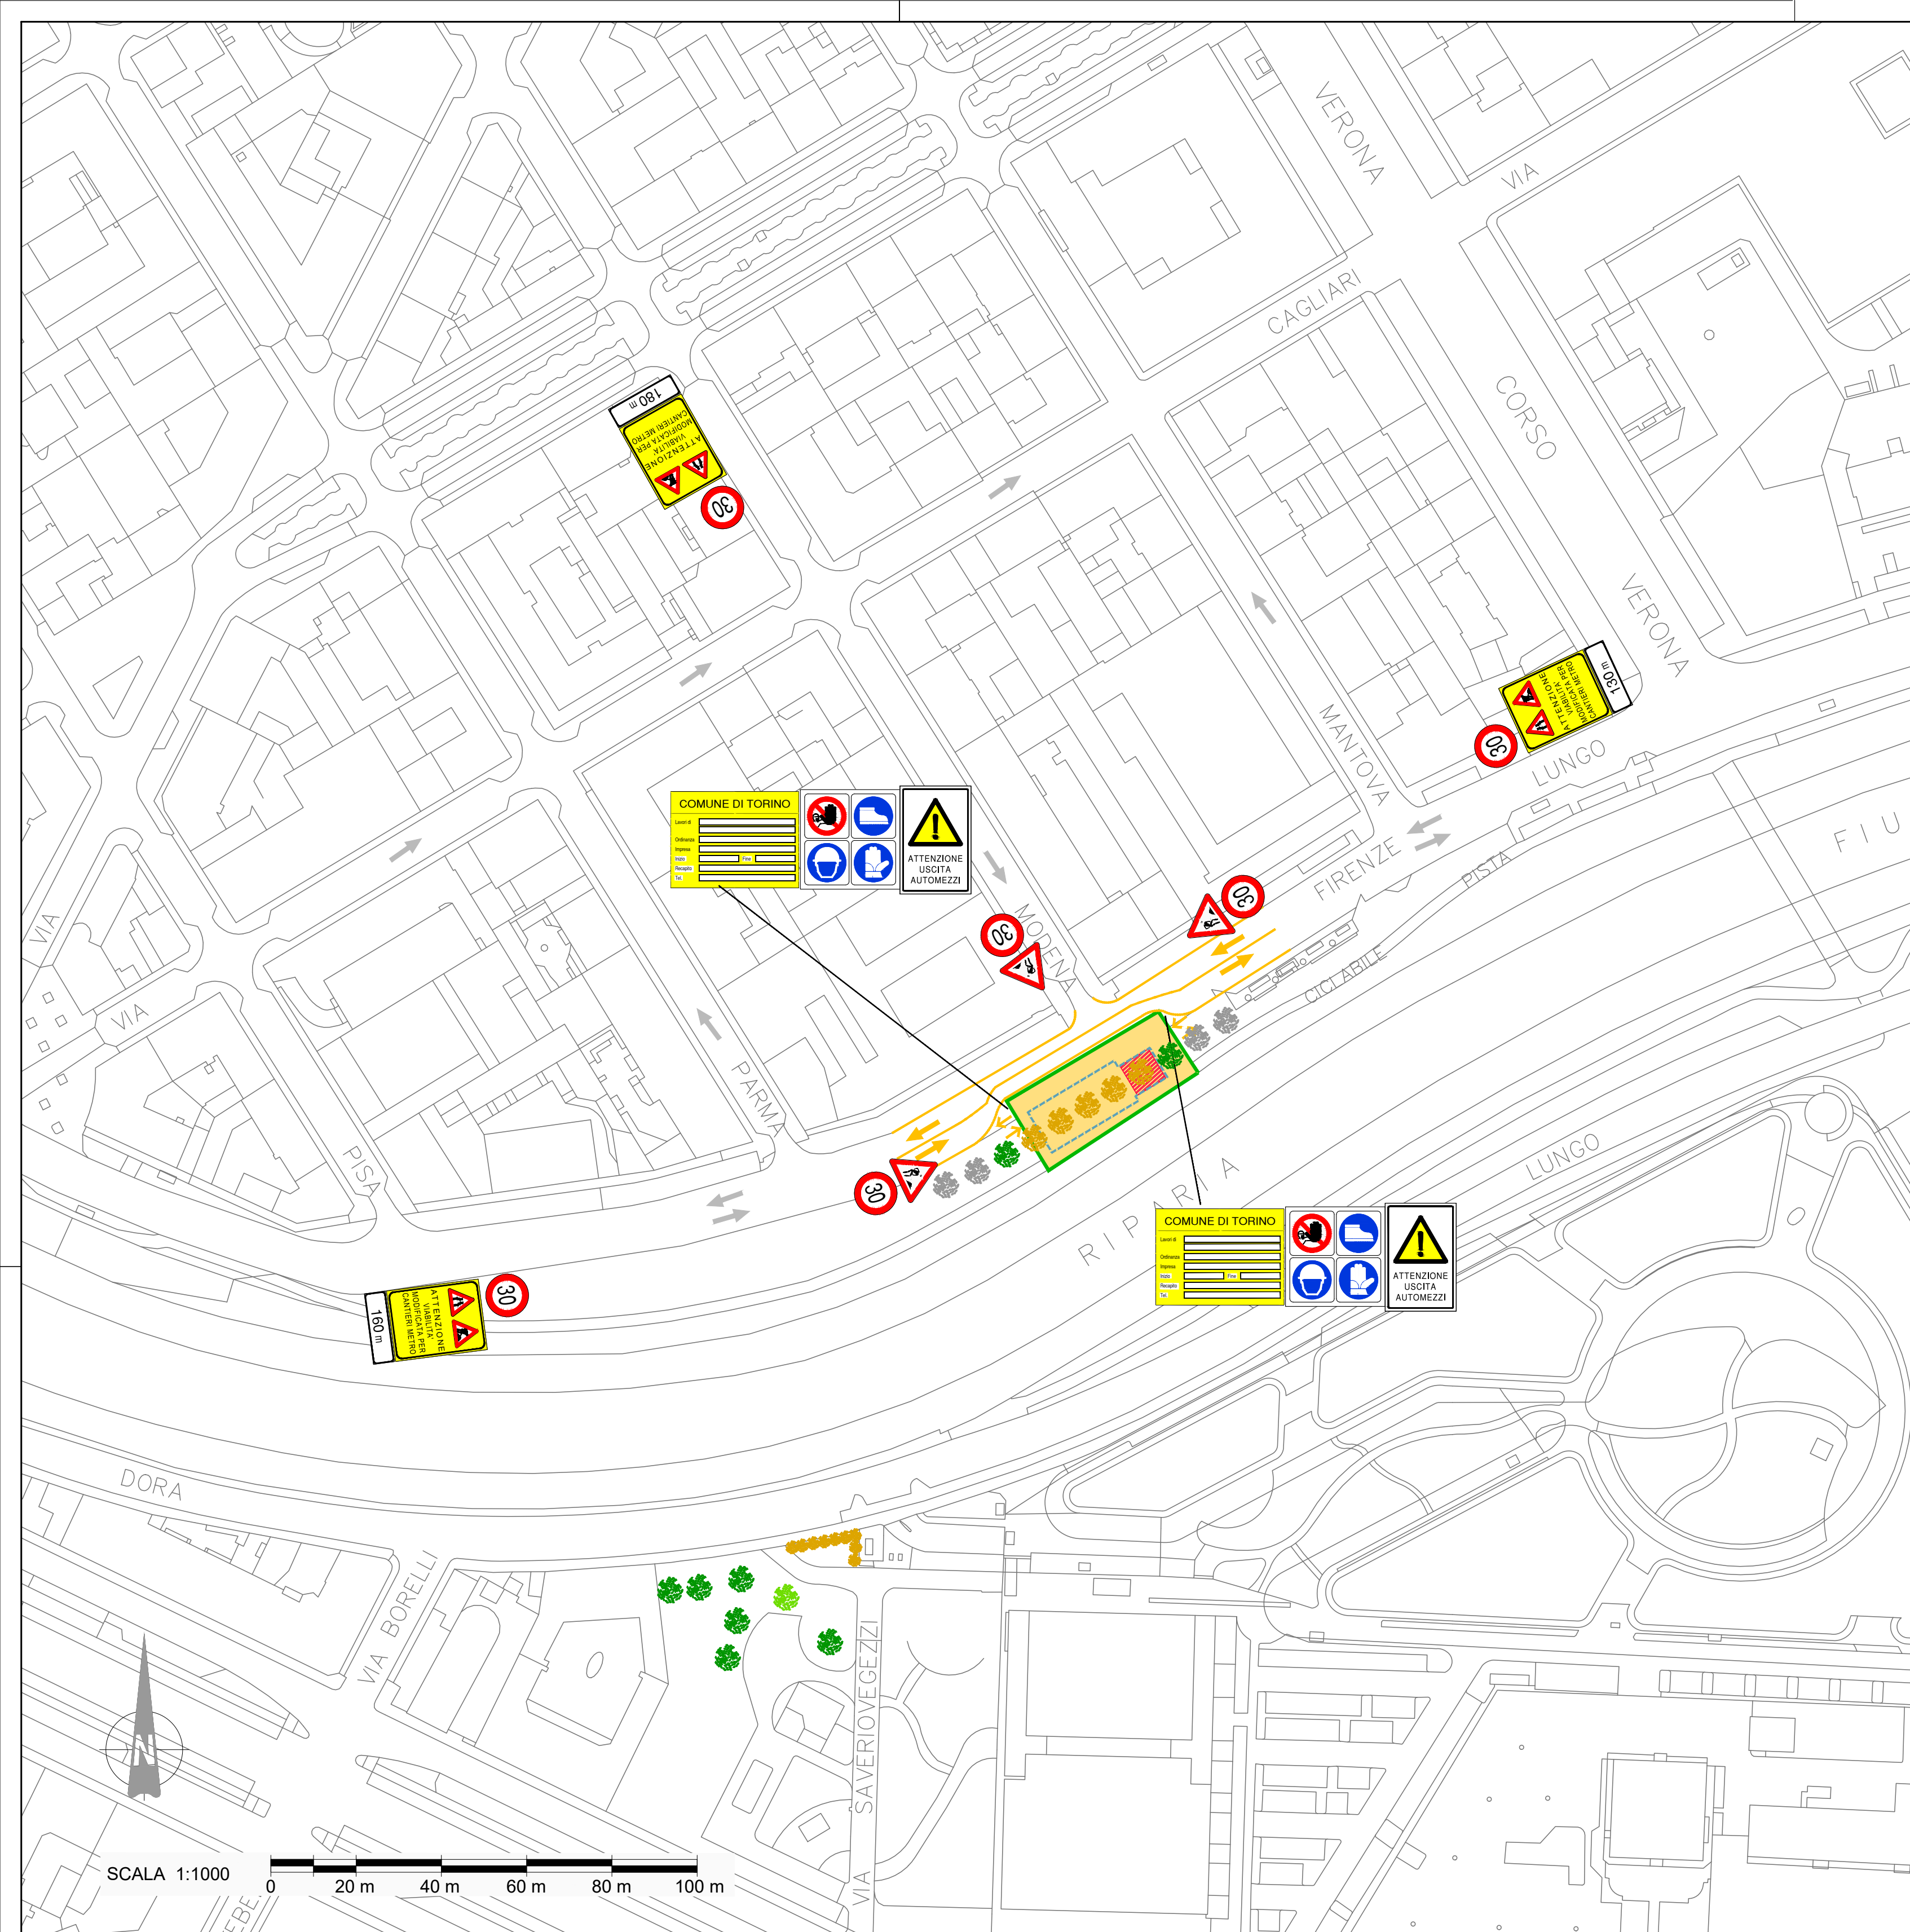 VERONA
VIA
CAGLIARI
CORSO
180 m
CANTIERI METRO
MODIFICATA PER
VIABILITA'
ATTENZIONE
30
VERONA
130 m
ATTENZIONE
VIABILITA'
MODIFICATA PER
CANTIERI METRO
30
MANTOVA
LUNGO
FIRENZE
PISTA
CICLABILE
FIU
COMUNE DI TORINO
Lavori di
Ordinanza
Impresa
Inizio
Fine
Recapito
Tel.
ATTENZIONE
USCITA
AUTOMEZZI
30
MODENA
30
VIA
VIA
PARMA
PISA
30
RIPARIA
LUNGO
COMUNE DI TORINO
Lavori di
Ordinanza
Impresa
Inizio
Fine
Recapito
Tel.
ATTENZIONE
USCITA
AUTOMEZZI
160 m
ATTENZIONE
VIABILITA'
MODIFICATA PER
CANTIERI METRO
30
DORA
VIA BORELLI
VIA SAVERIOVEGEZZI
N
SCALA 1:1000
0 20 m 40 m 60 m 80 m 100 m